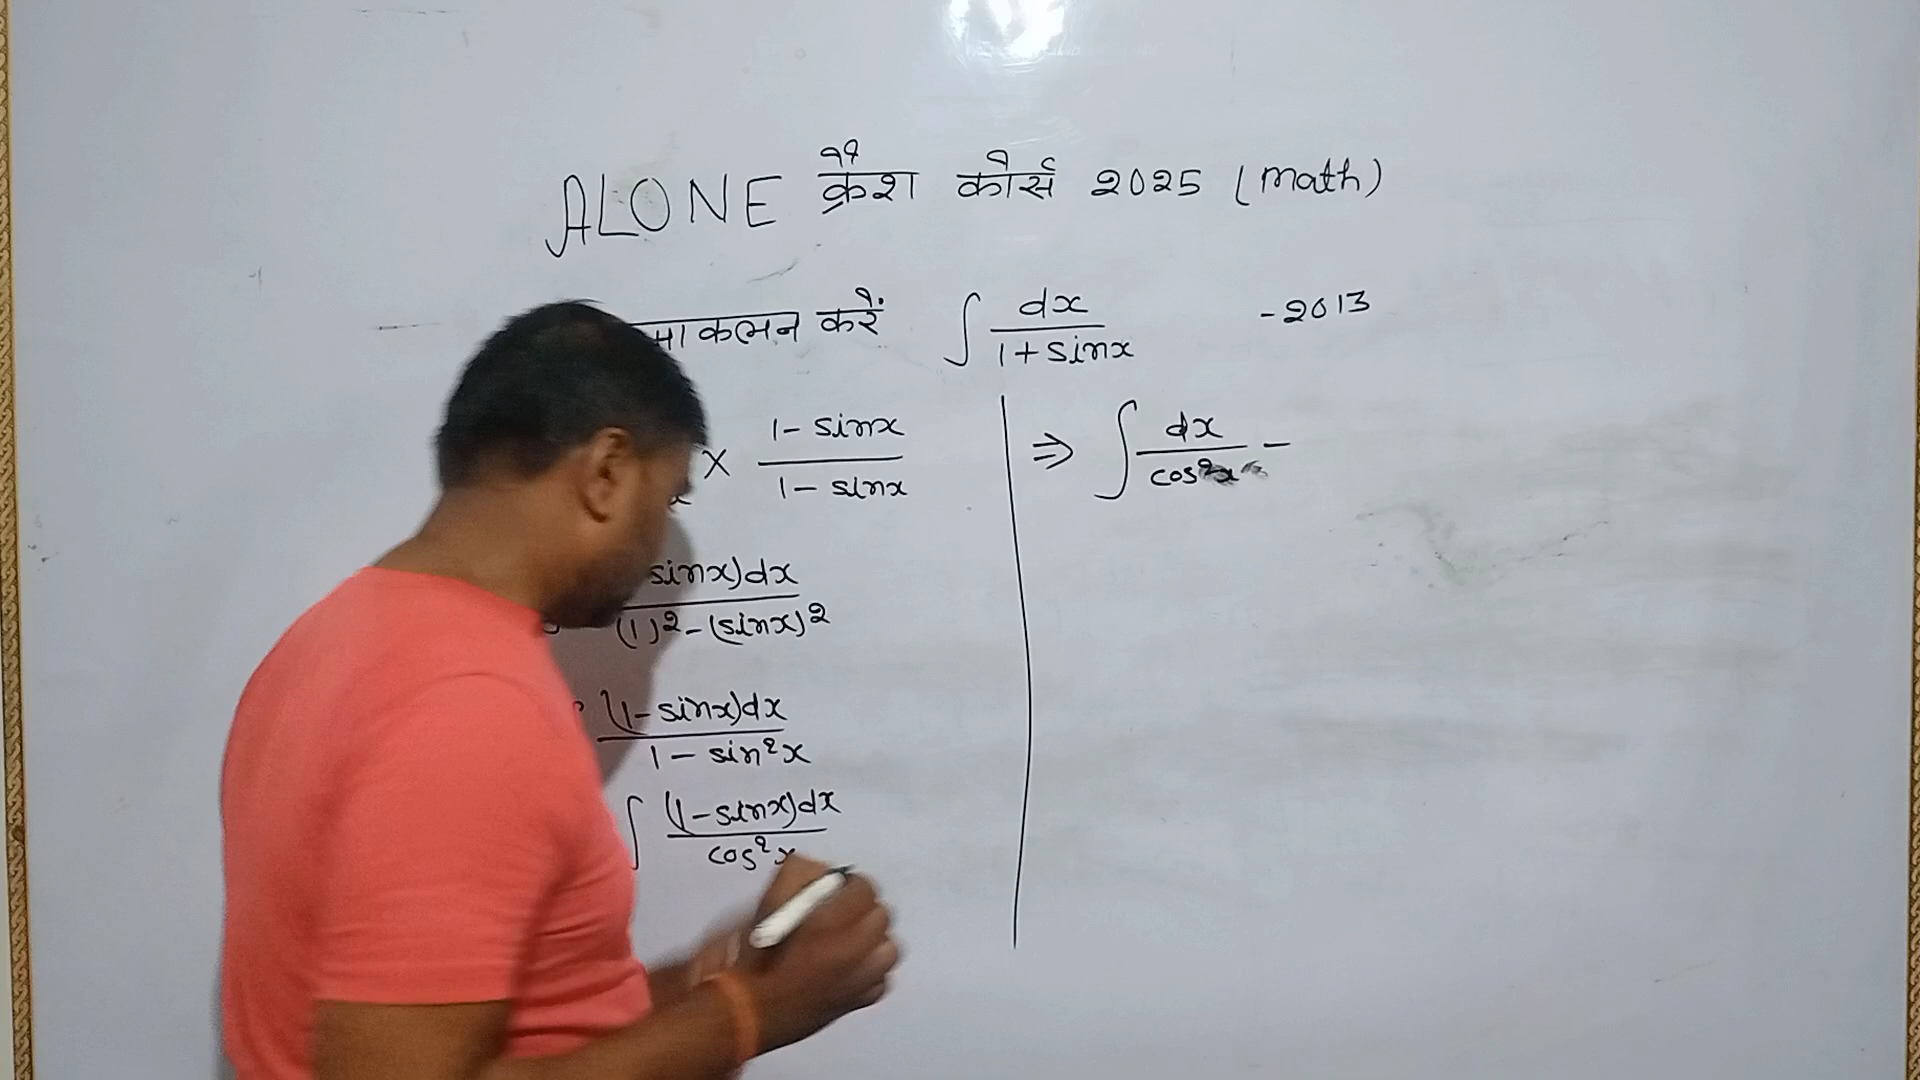 ALONE क्रैश कोर्स 2025 (math)
करें ∫ dx / 1 + sinx - 2013
× 1 - sinx / 1 - sinx
sinx)dx / (1)² - (sinx)²
(1 - sinx)dx / 1 - sin²x
∫ (1 - sinx)dx / cos²x
⇒ ∫ dx / cos²x -